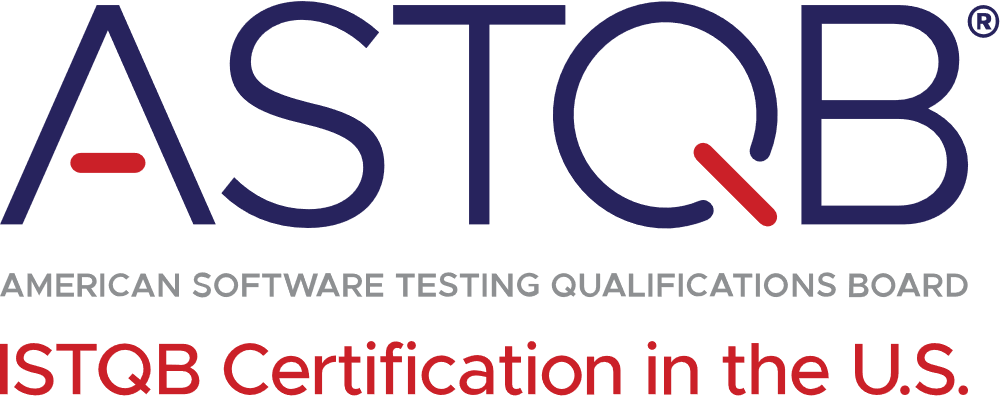 ASTQB®
AMERICAN SOFTWARE TESTING QUALIFICATIONS BOARD
ISTQB Certification in the U.S.